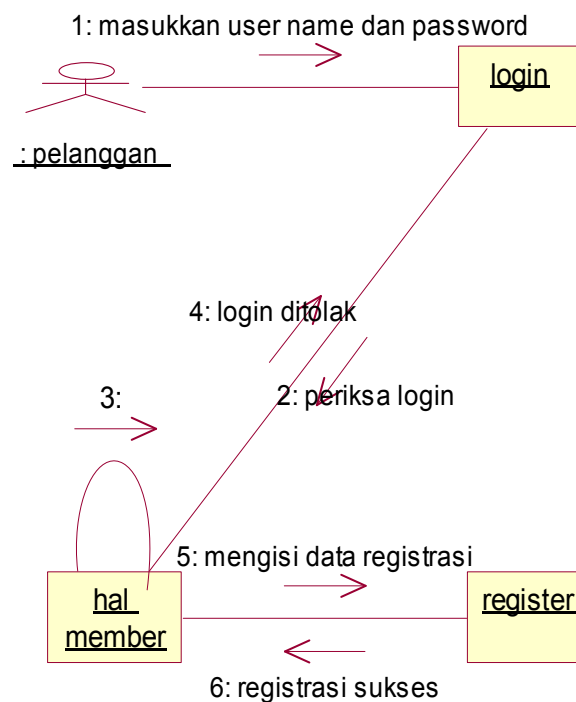 1: masukkan user name dan password
login
: pelanggan
4: login ditolak
2: periksa login
3:
5: mengisi data registrasi
hal
member
register
6: registrasi sukses